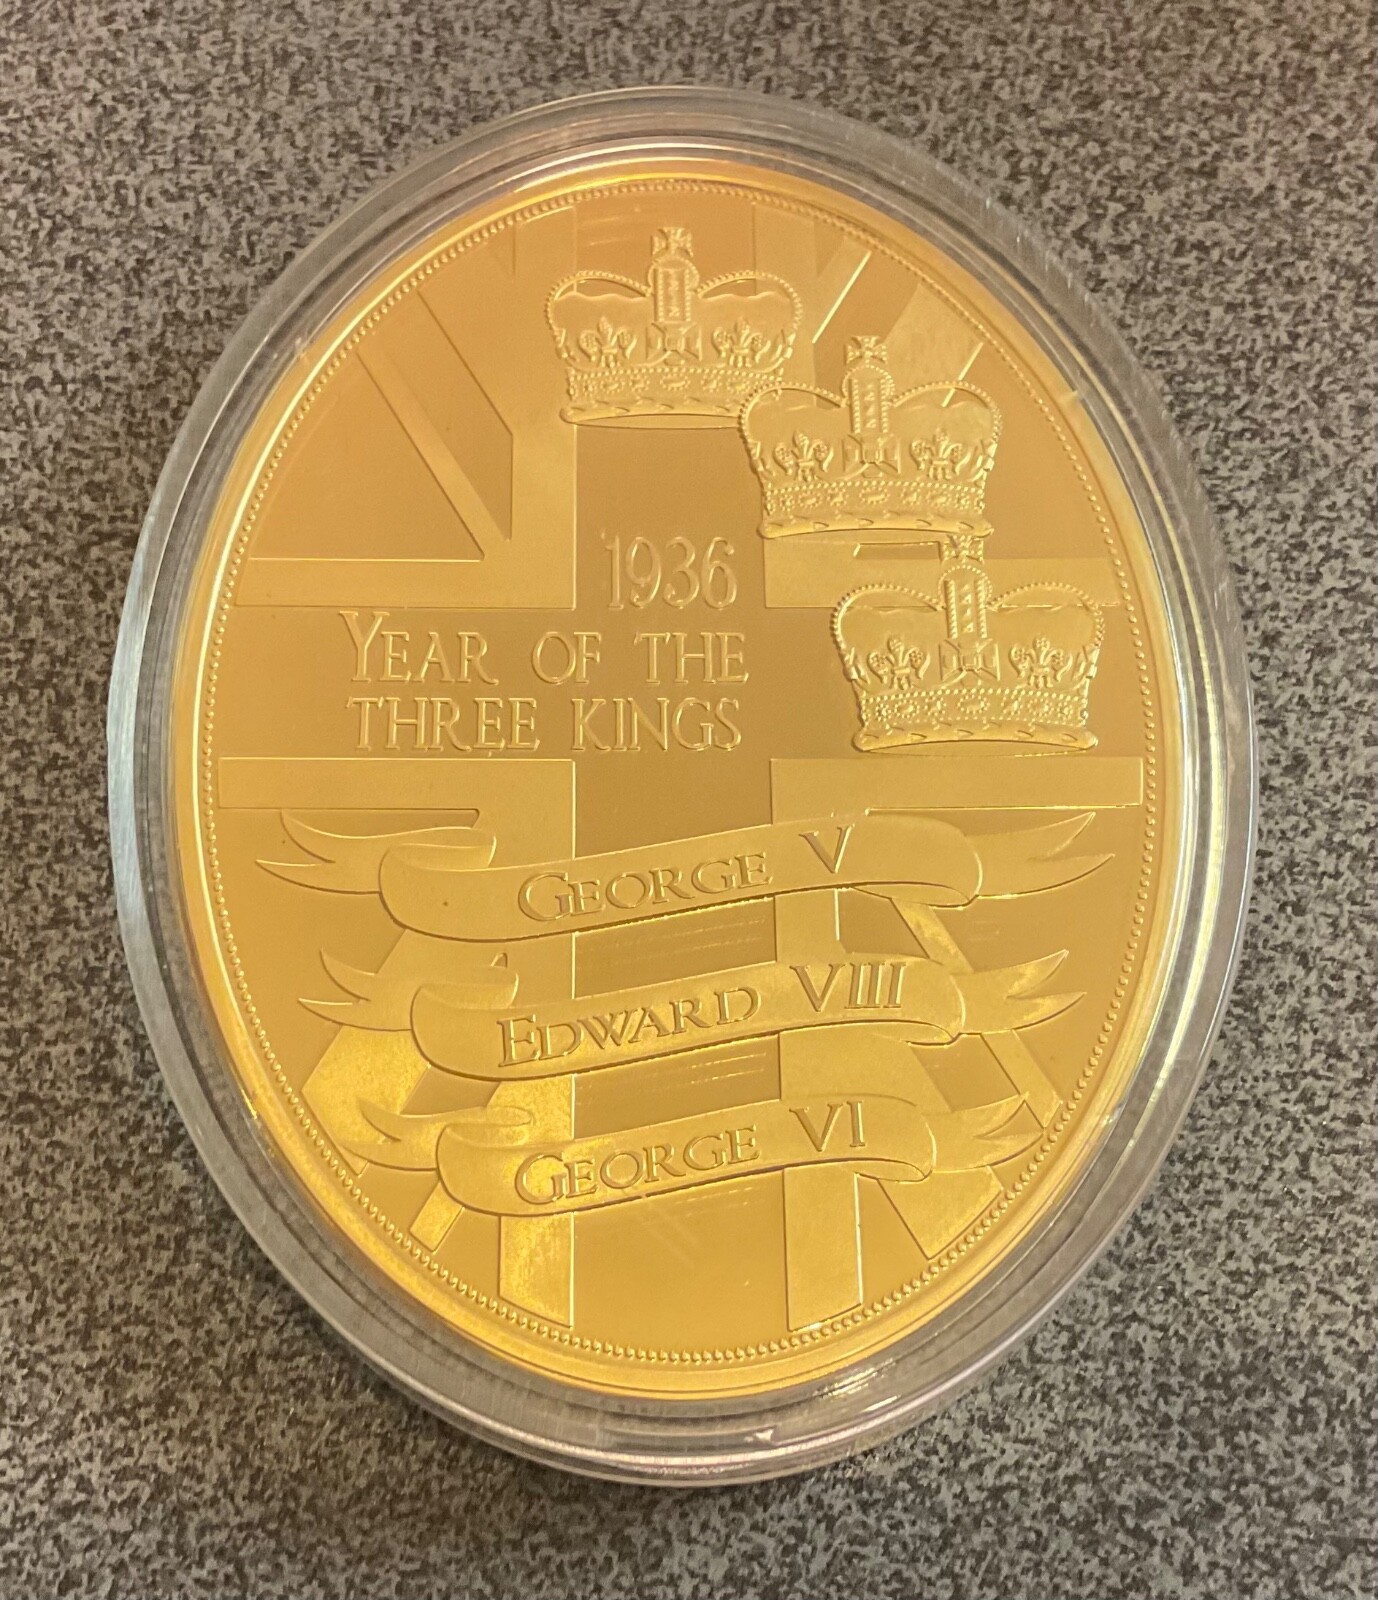 1936
YEAR OF THE
THREE KINGS
GEORGE V
EDWARD VIII
GEORGE VI